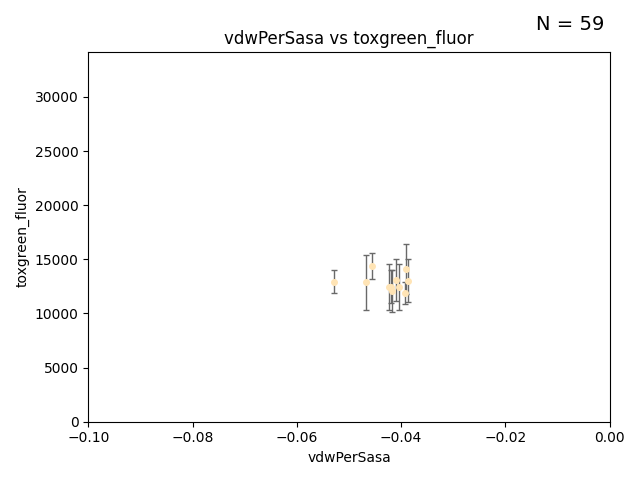 N = 59
vdwPerSasa vs toxgreen_fluor
30000
25000
20000
15000
10000
5000
0
toxgreen_fluor
−0.10 −0.08 −0.06 −0.04 −0.02 0.00
vdwPerSasa